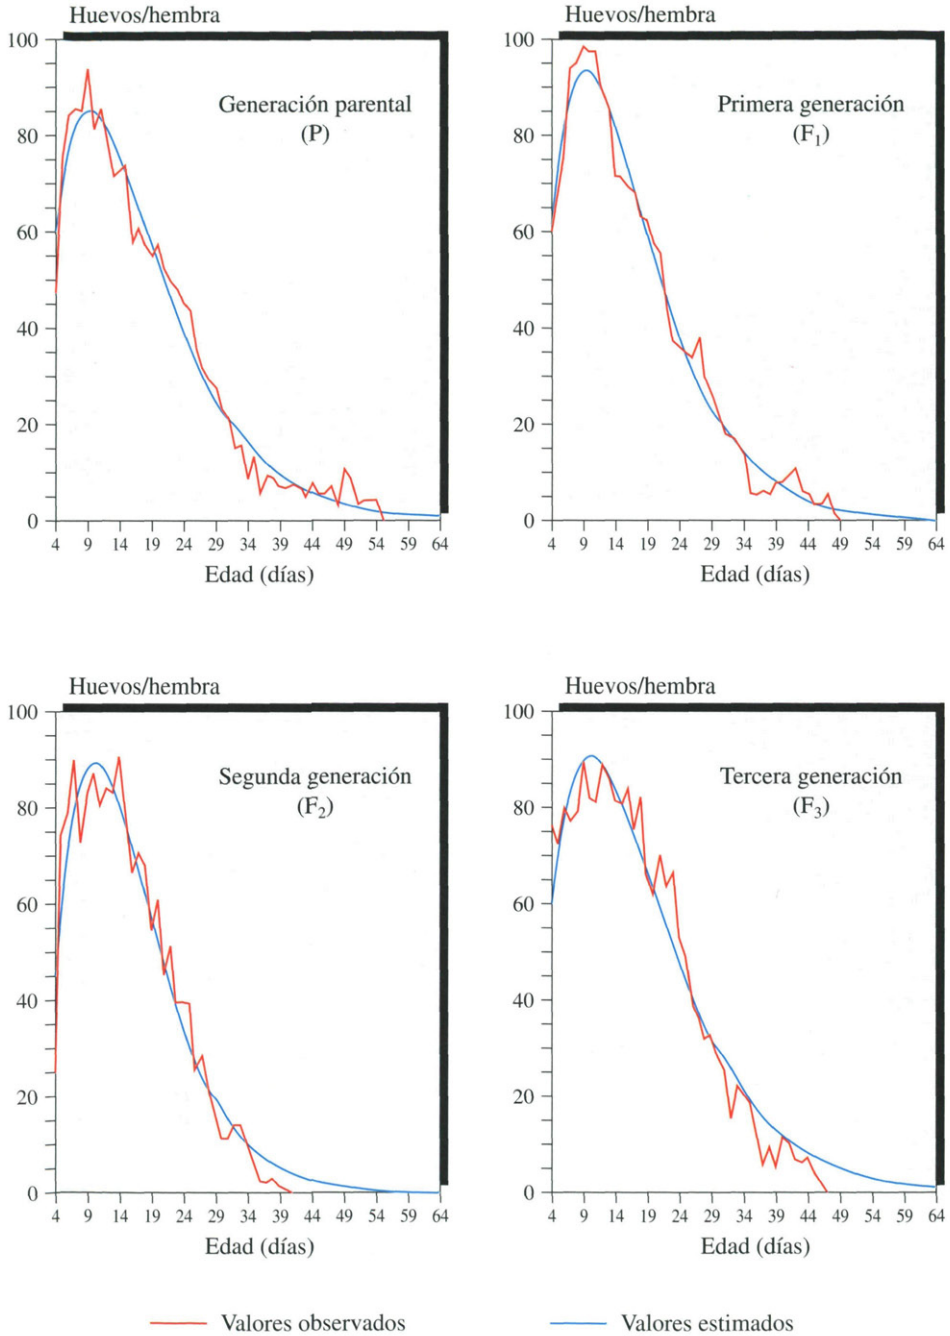 Huevos/hembra
100
80
60
40
20
0
Generación parental
(P)
4 9 14 19 24 29 34 39 44 49 54 59 64
Edad (días)
Huevos/hembra
100
80
60
40
20
0
Primera generación
(F1)
4 9 14 19 24 29 34 39 44 49 54 59 64
Edad (días)
Huevos/hembra
100
80
60
40
20
0
Segunda generación
(F2)
4 9 14 19 24 29 34 39 44 49 54 59 64
Edad (días)
Huevos/hembra
100
80
60
40
20
0
Tercera generación
(F3)
4 9 14 19 24 29 34 39 44 49 54 59 64
Edad (días)
Valores observados
Valores estimados